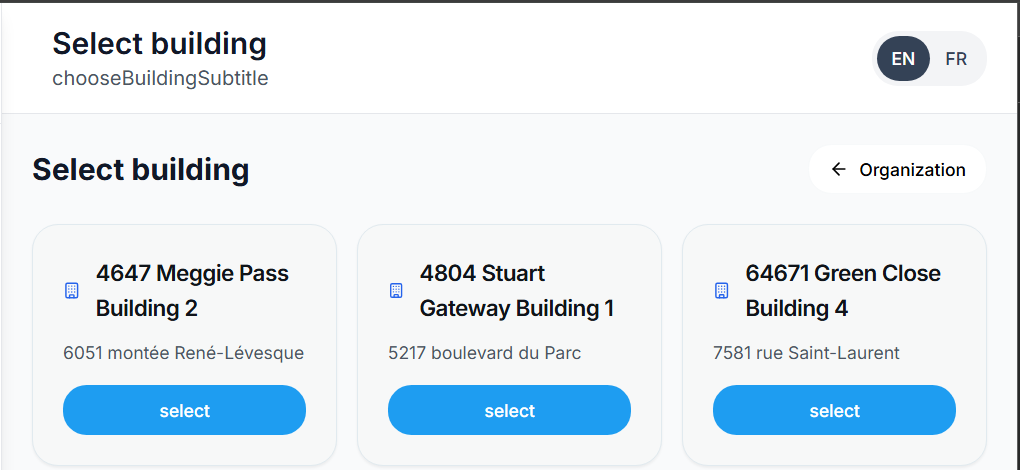 Select building
chooseBuildingSubtitle
EN FR
Select building
Organization
4647 Meggie Pass
Building 2
6051 montée René-Lévesque
select
4804 Stuart
Gateway Building 1
5217 boulevard du Parc
select
64671 Green Close
Building 4
7581 rue Saint-Laurent
select